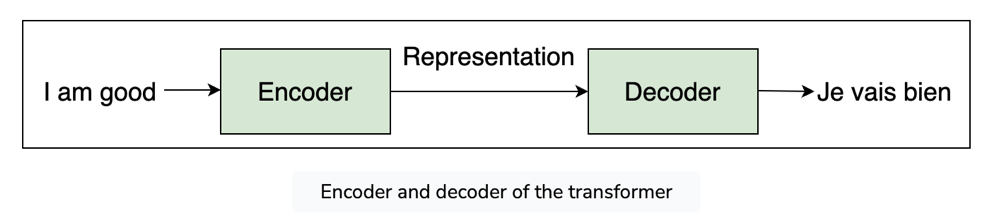 Representation
I am good
Encoder
Decoder
Je vais bien
Encoder and decoder of the transformer